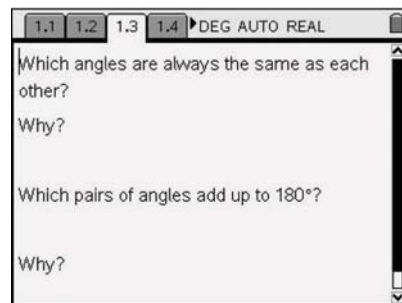 1.1 1.2 1.3 1.4 DEG AUTO REAL
Which angles are always the same as each
other?
Why?
Which pairs of angles add up to 180°?
Why?